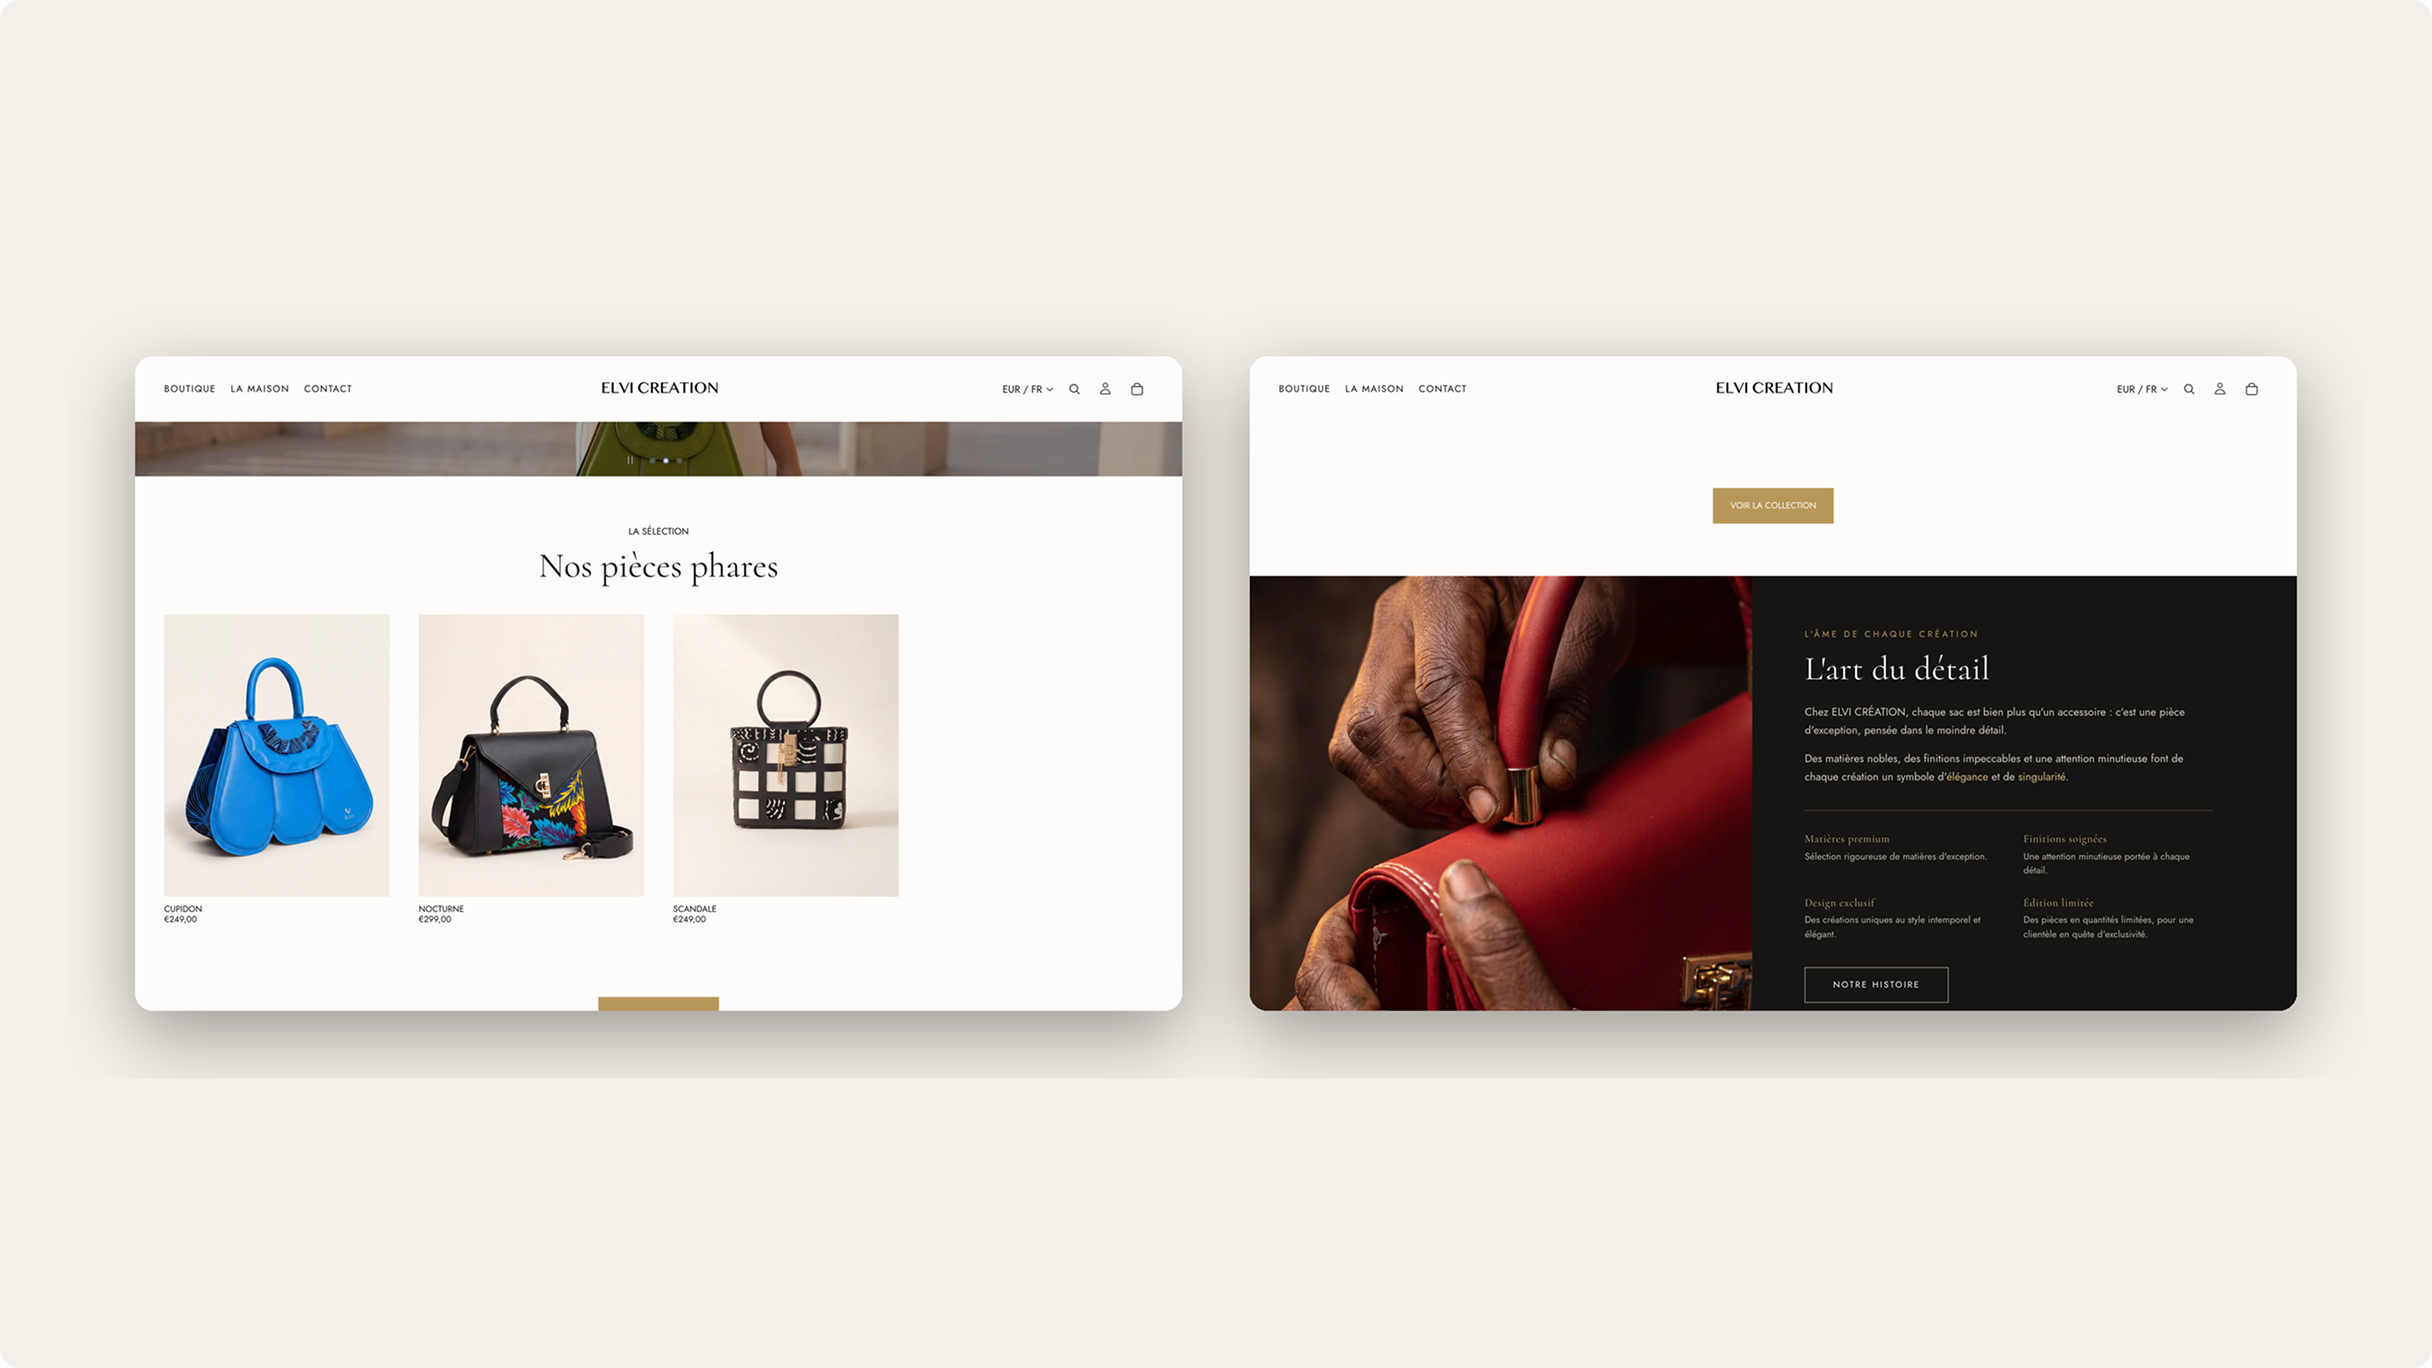 BOUTIQUE LA MAISON CONTACT ELVI CREATION EUR / FR
LA SÉLECTION
Nos pièces phares
CUPIDON
€249,00
NOCTURNE
€299,00
SCANDALE
€249,00
BOUTIQUE LA MAISON CONTACT ELVI CREATION EUR / FR
VOIR LA COLLECTION
L'ÂME DE CHAQUE CRÉATION
L'art du détail
Chez ELVI CRÉATION, chaque sac est bien plus qu'un accessoire : c'est une pièce
d'exception, pensée dans le moindre détail.
Des matières nobles, des finitions impeccables et une attention minutieuse font de
chaque création un symbole d'élégance et de singularité.
Matières premium
Sélection rigoureuse de matières d'exception.
Finitions soignées
Une attention minutieuse portée à chaque
détail.
Design exclusif
Des créations uniques au style intemporel et
élégant.
Édition limitée
Des pièces en quantités limitées, pour une
clientèle en quête d'exclusivité.
NOTRE HISTOIRE